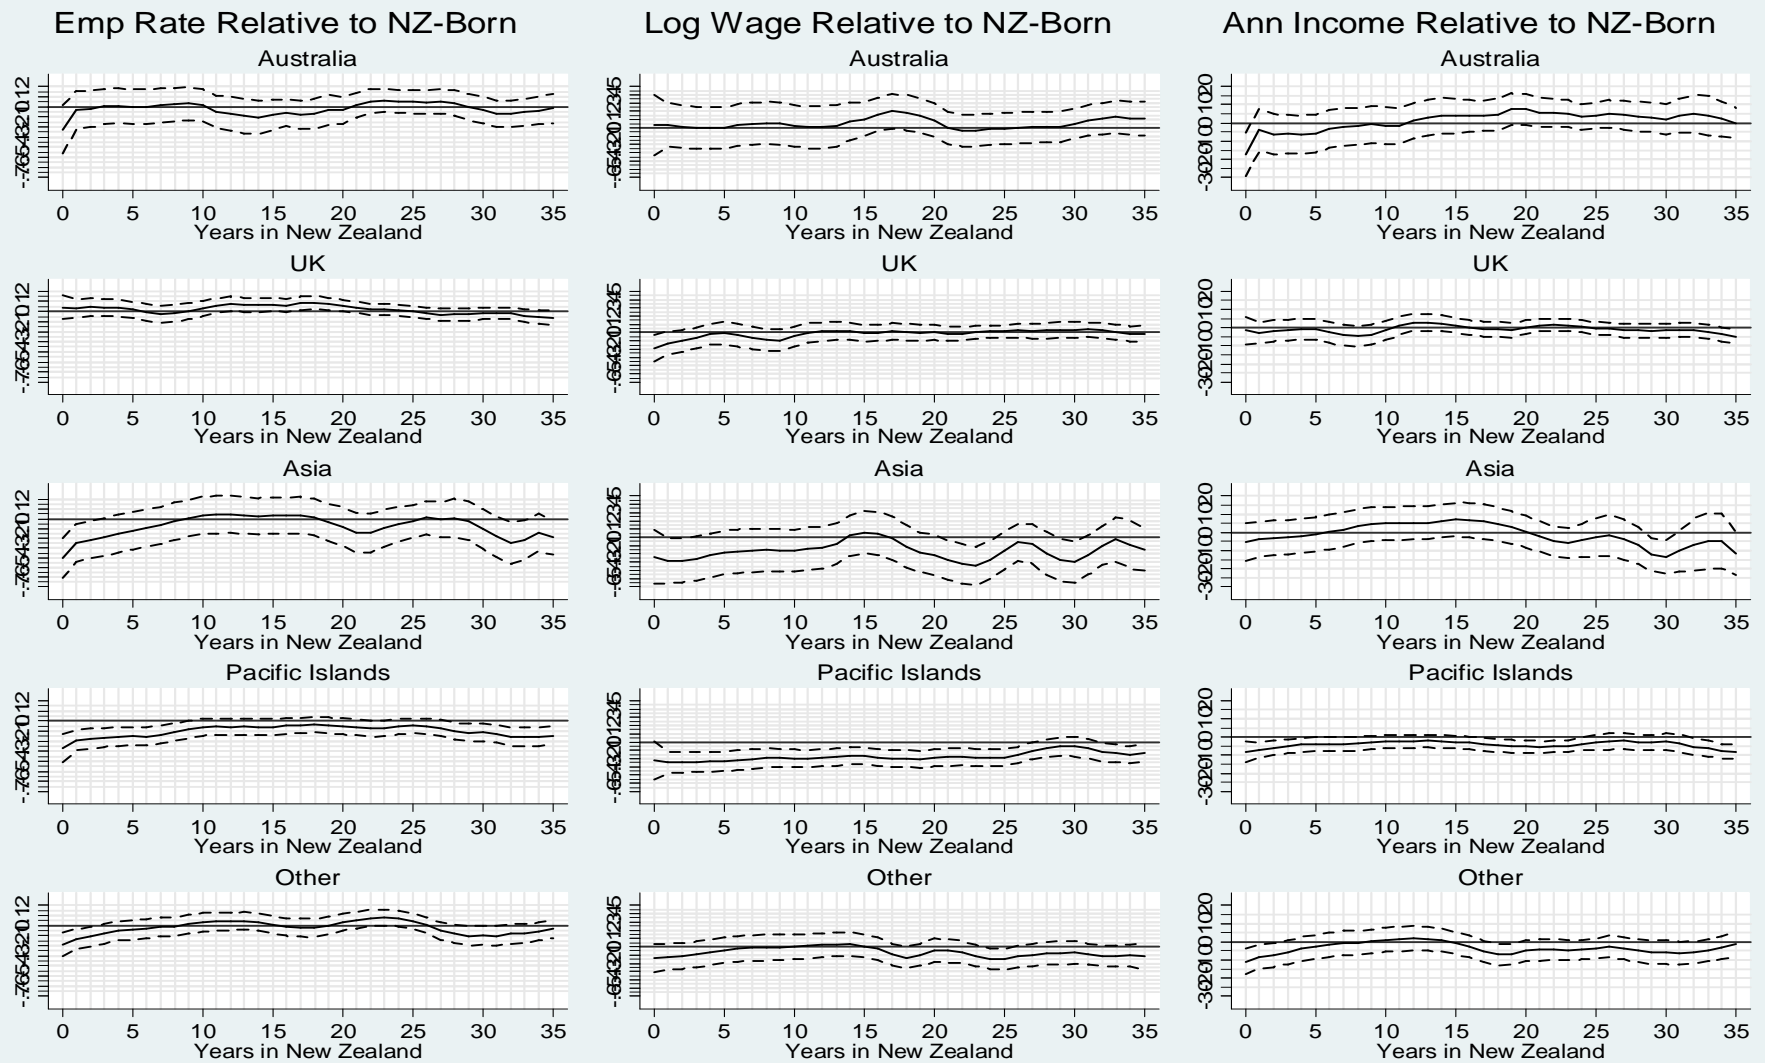 Emp Rate Relative to NZ-Born Log Wage Relative to NZ-Born Ann Income Relative to NZ-Born
Australia Australia Australia
0 5 10 15 20 25 30 35 0 5 10 15 20 25 30 35 0 5 10 15 20 25 30 35
Years in New Zealand Years in New Zealand Years in New Zealand
UK UK UK
0 5 10 15 20 25 30 35 0 5 10 15 20 25 30 35 0 5 10 15 20 25 30 35
Years in New Zealand Years in New Zealand Years in New Zealand
Asia Asia Asia
0 5 10 15 20 25 30 35 0 5 10 15 20 25 30 35 0 5 10 15 20 25 30 35
Years in New Zealand Years in New Zealand Years in New Zealand
Pacific Islands Pacific Islands Pacific Islands
0 5 10 15 20 25 30 35 0 5 10 15 20 25 30 35 0 5 10 15 20 25 30 35
Years in New Zealand Years in New Zealand Years in New Zealand
Other Other Other
0 5 10 15 20 25 30 35 0 5 10 15 20 25 30 35 0 5 10 15 20 25 30 35
Years in New Zealand Years in New Zealand Years in New Zealand